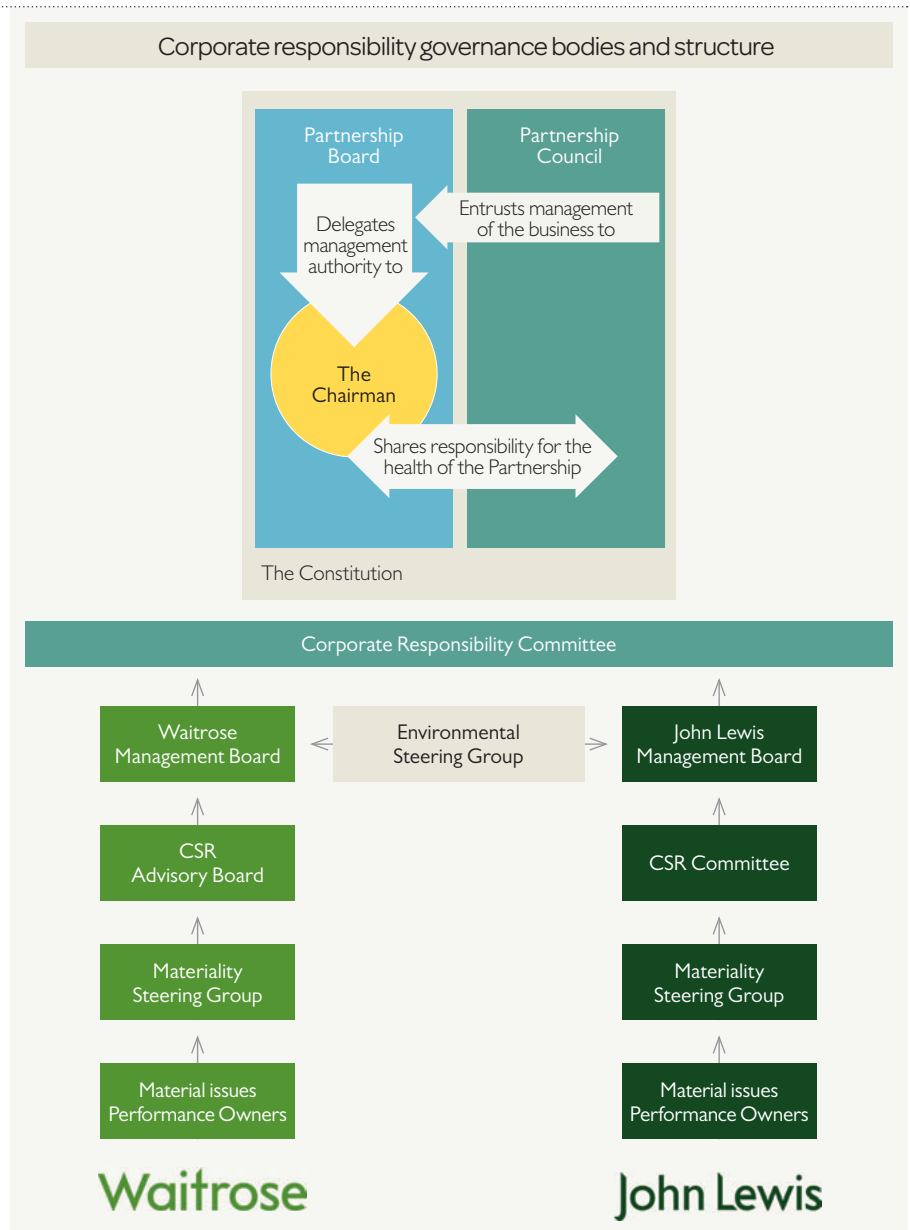 Corporate responsibility governance bodies and structure
Partnership
Board
Partnership
Council
Delegates
management
authority to
Entrusts management
of the business to
The
Chairman
Shares responsibility for the
health of the Partnership
The Constitution
Corporate Responsibility Committee
Waitrose
Management Board
Environmental
Steering Group
John Lewis
Management Board
CSR
Advisory Board
CSR Committee
Materiality
Steering Group
Materiality
Steering Group
Material issues
Performance Owners
Material issues
Performance Owners
Waitrose
John Lewis